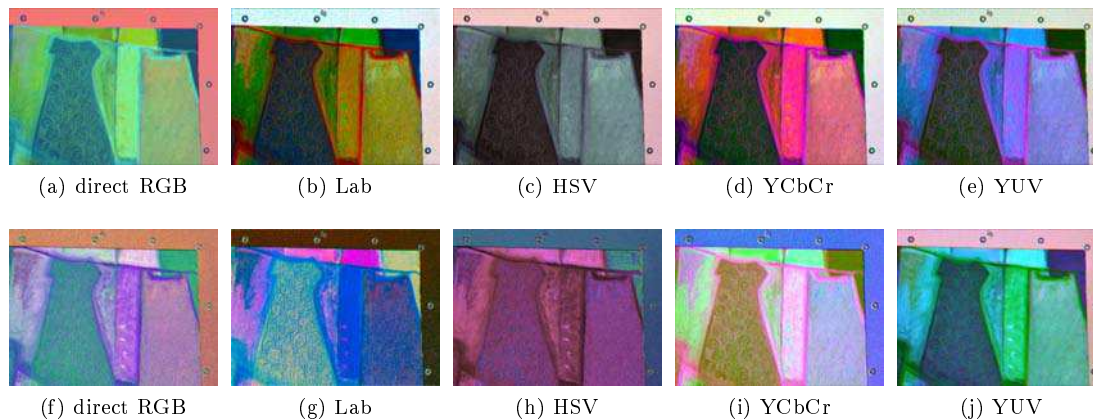 (a) direct RGB (b) Lab (c) HSV (d) YCbCr (e) YUV
(f) direct RGB (g) Lab (h) HSV (i) YCbCr (j) YUV